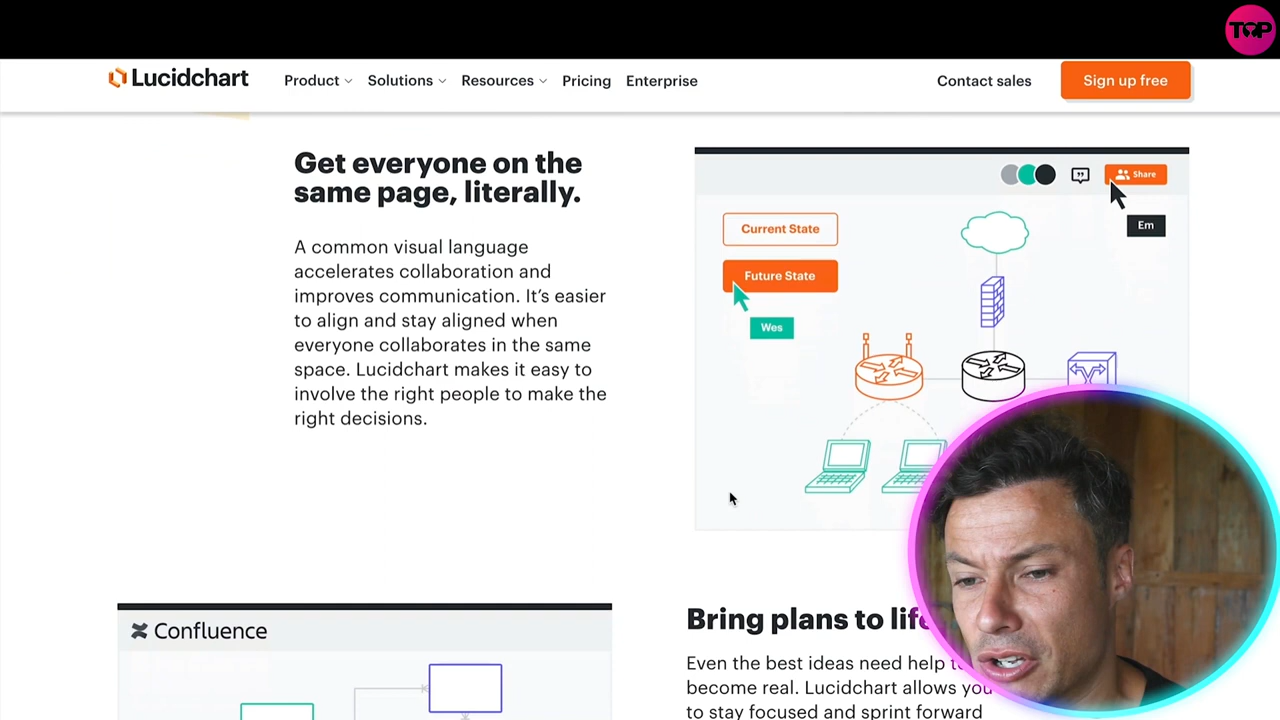 TOP
Lucidchart
Product
Solutions
Resources
Pricing
Enterprise
Contact sales
Sign up free
Get everyone on the
same page, literally.
A common visual language
accelerates collaboration and
improves communication. It’s easier
to align and stay aligned when
everyone collaborates in the same
space. Lucidchart makes it easy to
involve the right people to make the
right decisions.
Share
Em
Current State
Future State
Wes
Confluence
Bring plans to life
Even the best ideas need help to
become real. Lucidchart allows you
to stay focused and sprint forward